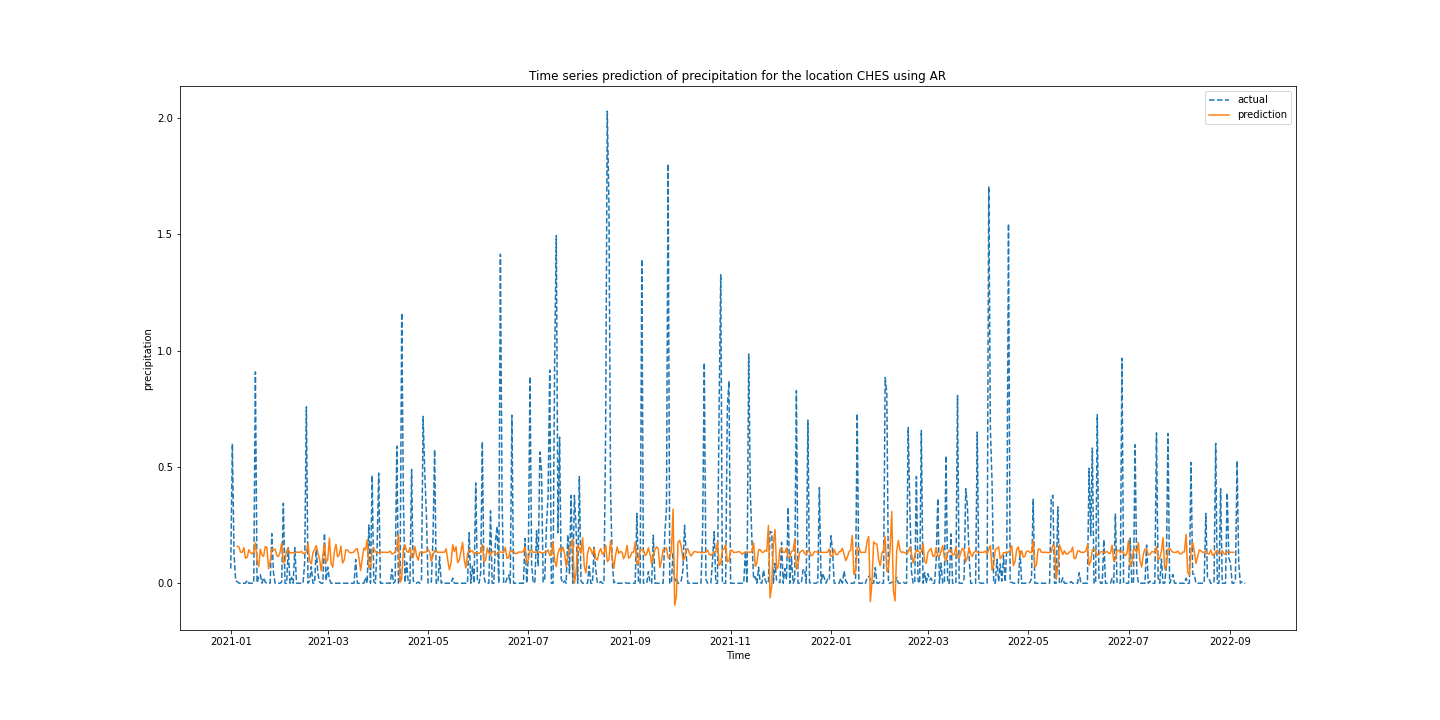 Time series prediction of precipitation for the location CHES using AR
actual
prediction
2.0
1.5
1.0
0.5
0.0
precipitation
2021-01 2021-03 2021-05 2021-07 2021-09 2021-11 2022-01 2022-03 2022-05 2022-07 2022-09
Time